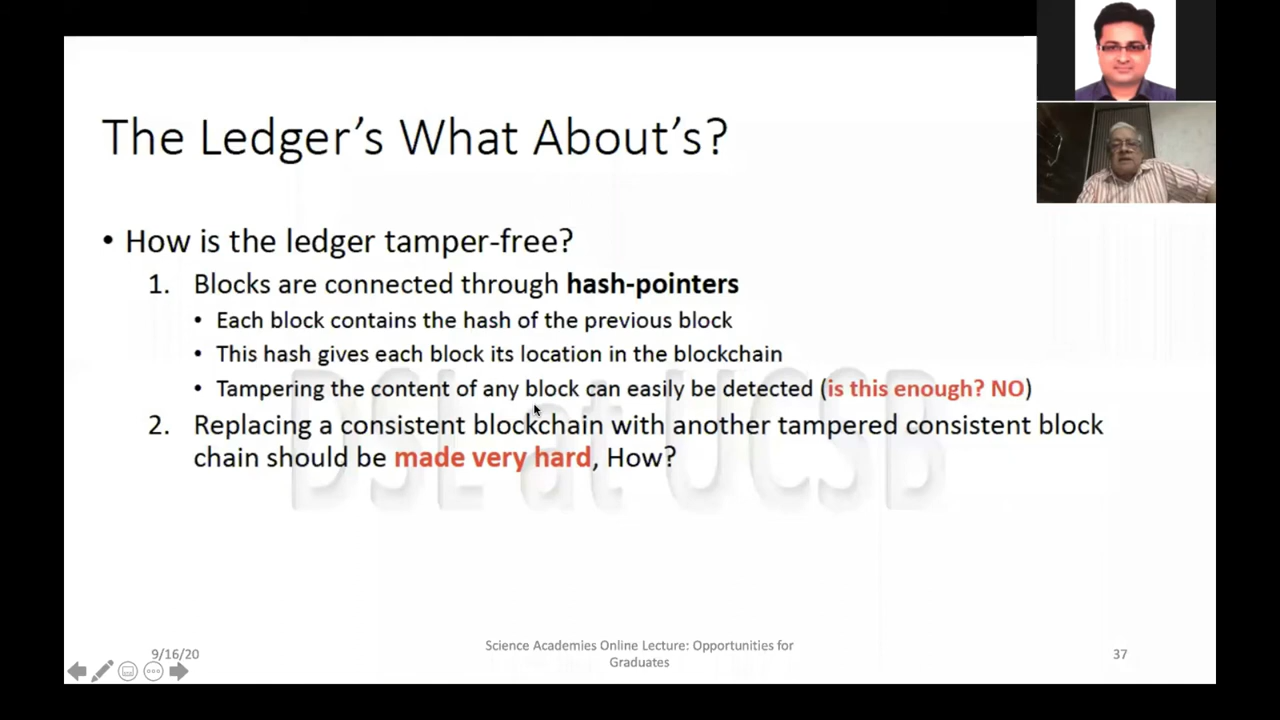 The Ledger's What About's?
• How is the ledger tamper-free?
1. Blocks are connected through hash-pointers
• Each block contains the hash of the previous block
• This hash gives each block its location in the blockchain
• Tampering the content of any block can easily be detected (is this enough? NO)
2. Replacing a consistent blockchain with another tampered consistent block
chain should be made very hard, How?
DSL at UCSB
9/16/20
Science Academies Online Lecture: Opportunities for
Graduates
37